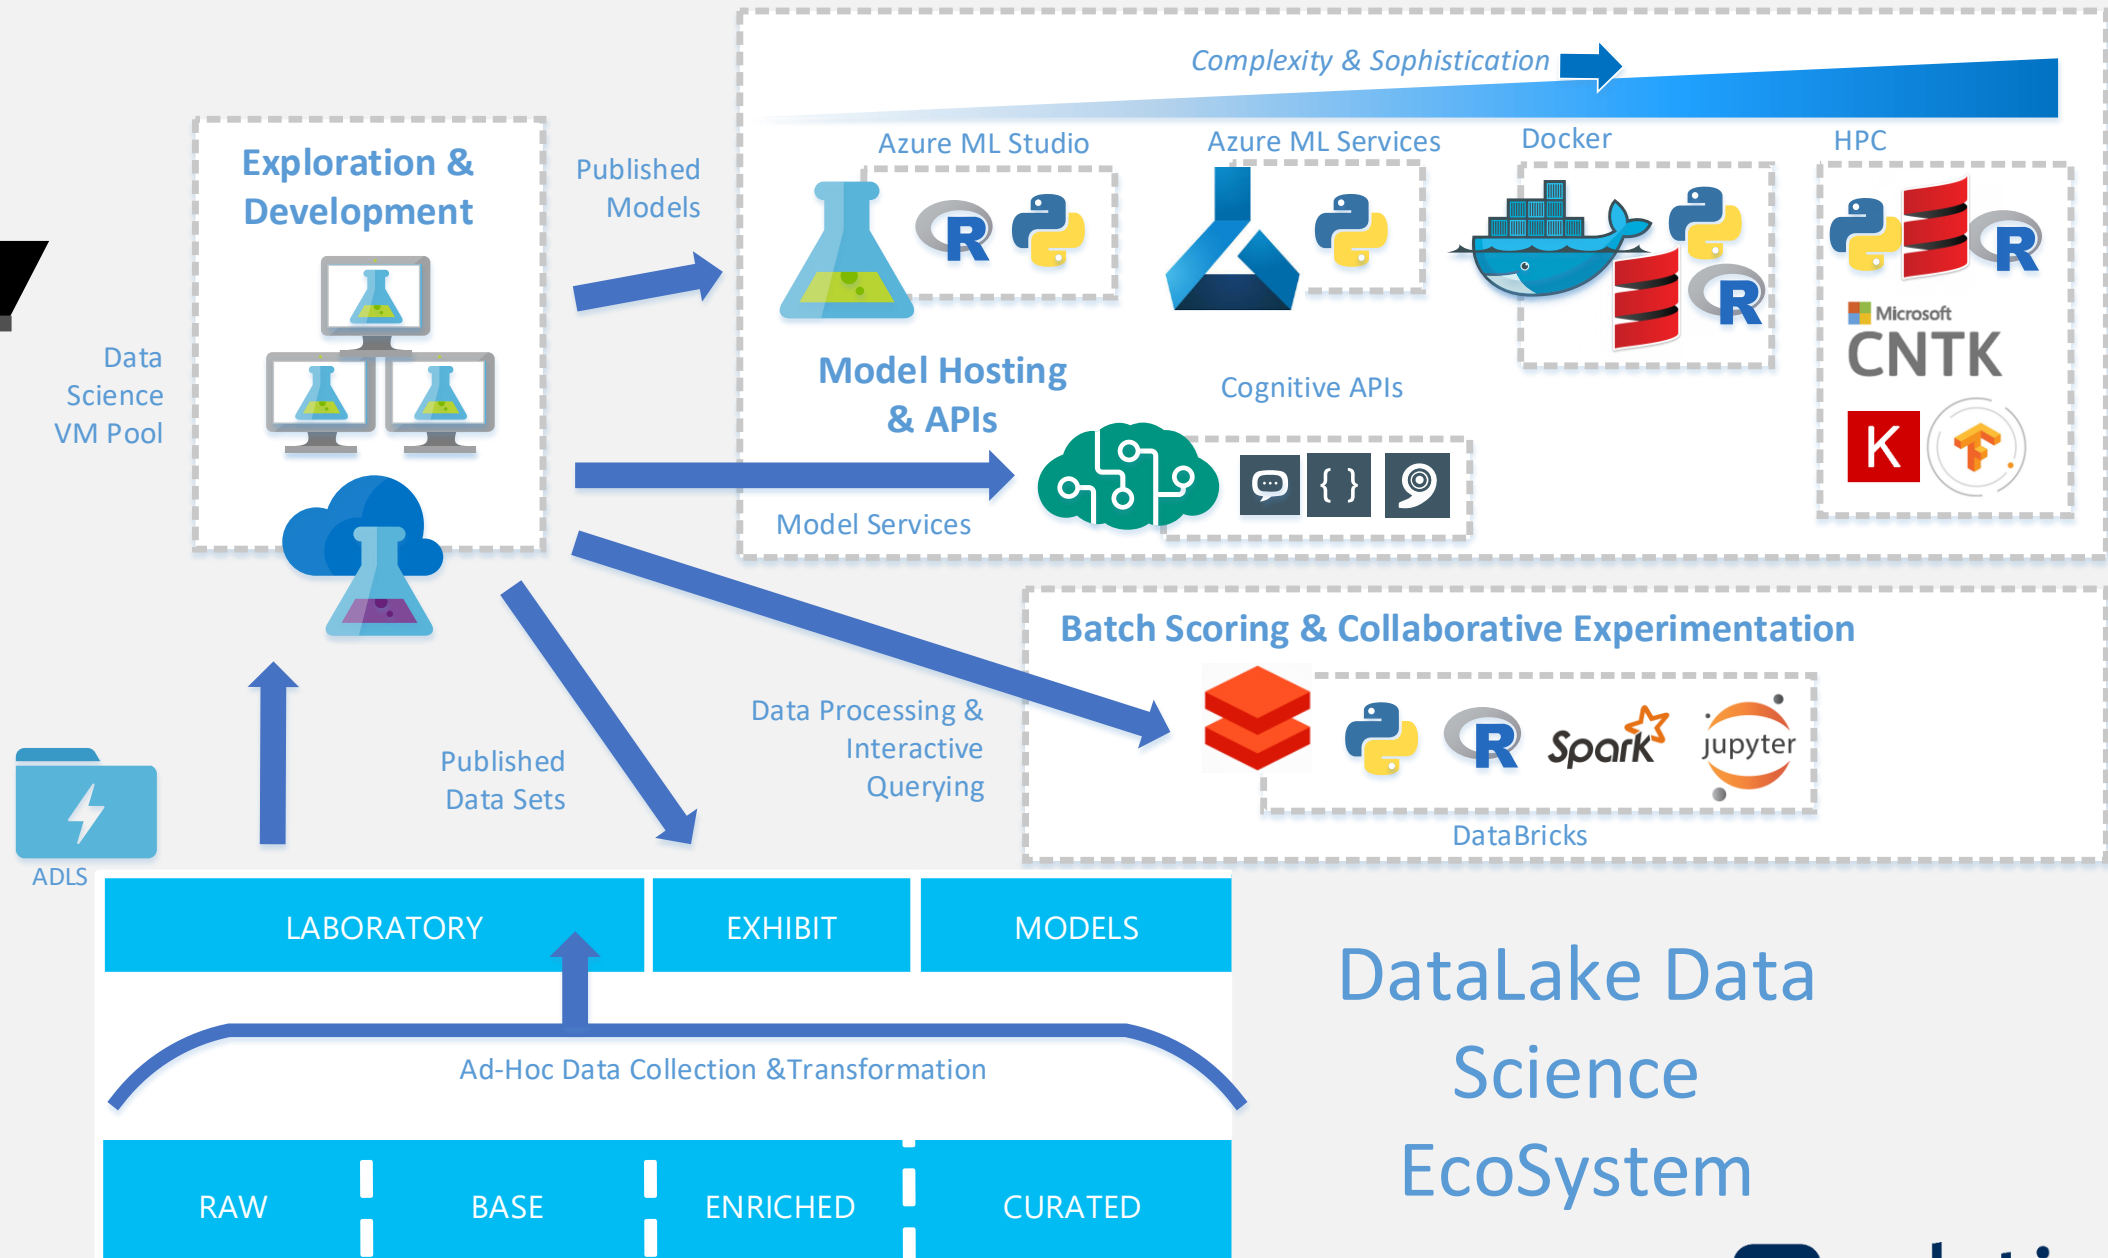 Complexity & Sophistication
Exploration &
Development
Published
Models
Azure ML Studio
Azure ML Services
Docker
HPC
R
R
R
Microsoft
CNTK
K
Data
Science
VM Pool
Model Hosting
& APIs
Cognitive APIs
{ }
Model Services
Batch Scoring & Collaborative Experimentation
Data Processing &
Interactive
Querying
R
Spark
jupyter
DataBricks
Published
Data Sets
ADLS
LABORATORY
EXHIBIT
MODELS
Ad-Hoc Data Collection &Transformation
RAW
BASE
ENRICHED
CURATED
DataLake Data
Science
EcoSystem